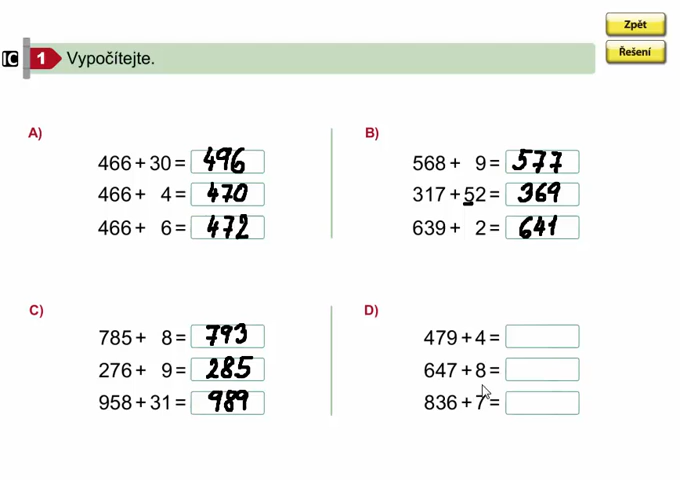 Zpět
Řešení
IC 1 Vypočítejte.
A)
466 + 30 = 496
466 + 4 = 470
466 + 6 = 472
B)
568 + 9 = 577
317 + 52 = 369
639 + 2 = 641
C)
785 + 8 = 793
276 + 9 = 285
958 + 31 = 989
D)
479 + 4 =
647 + 8 =
836 + 7 =